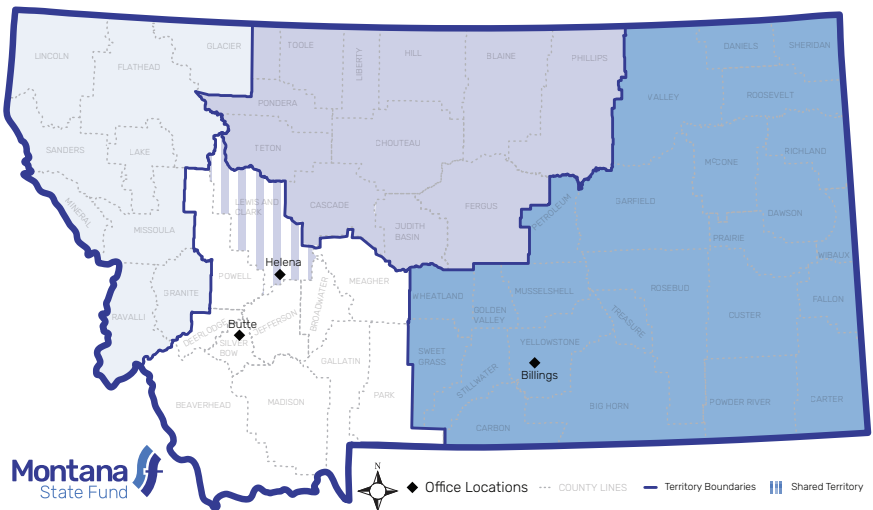 LINCOLN
FLATHEAD
GLACIER
TOOLE
LIBERTY
HILL
BLAINE
PHILLIPS
DANIELS
SHERIDAN
VALLEY
ROOSEVELT
PONDERA
TETON
CHOUTEAU
SANDERS
LAKE
MCCONE
RICHLAND
MINERAL
MISSOULA
LEWIS AND
CLARK
CASCADE
FERGUS
JUDITH
BASIN
PETROLEUM
GARFIELD
DAWSON
PRAIRIE
WIBAUX
Helena
POWELL
GRANITE
RAVALLI
MEAGHER
BROADWATER
WHEATLAND
GOLDEN
VALLEY
MUSSELSHELL
ROSEBUD
TREASURE
CUSTER
FALLON
Butte
DEERLODGE
SILVER
BOW
JEFFERSON
GALLATIN
SWEET
GRASS
STILLWATER
YELLOWSTONE
Billings
BEAVERHEAD
MADISON
PARK
CARBON
BIG HORN
POWDER RIVER
CARTER
Montana
State Fund
N
Office Locations
COUNTY LINES
Territory Boundaries
Shared Territory